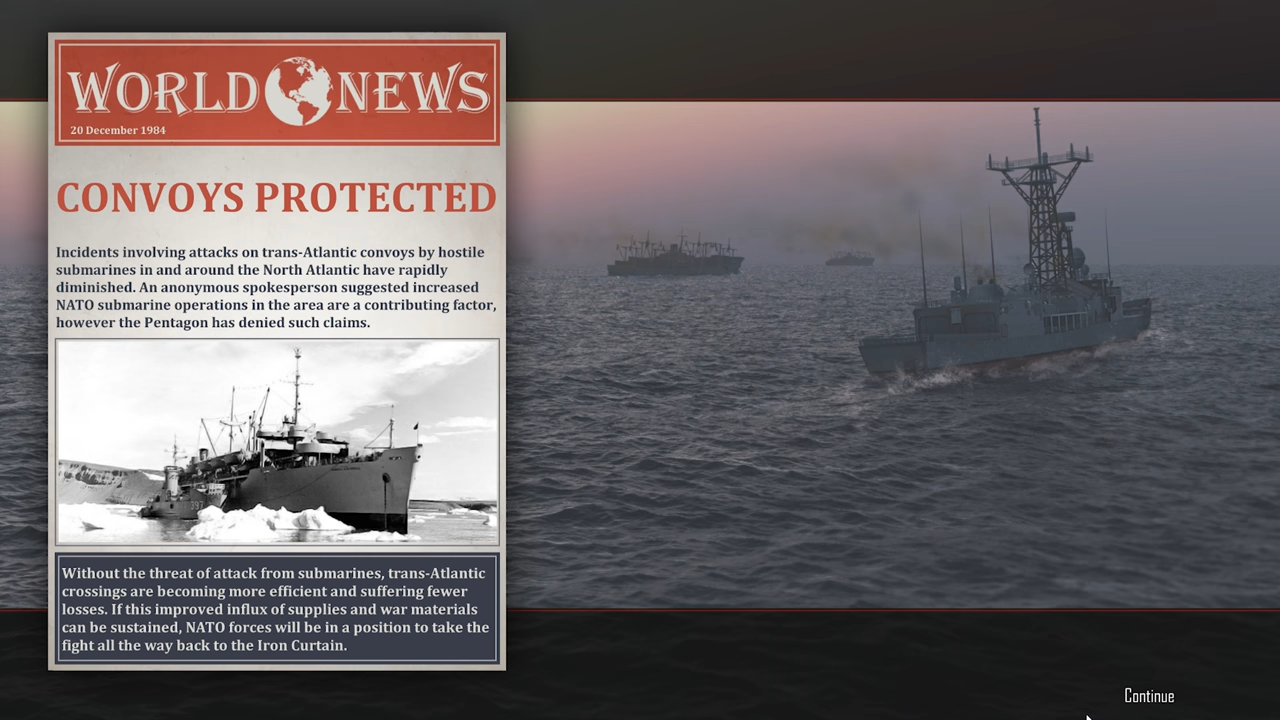 WORLD NEWS
20 December 1984
CONVOYS PROTECTED
Incidents involving attacks on trans-Atlantic convoys by hostile
submarines in and around the North Atlantic have rapidly
diminished. An anonymous spokesperson suggested increased
NATO submarine operations in the area are a contributing factor,
however the Pentagon has denied such claims.
Without the threat of attack from submarines, trans-Atlantic
crossings are becoming more efficient and suffering fewer
losses. If this improved influx of supplies and war materials
can be sustained, NATO forces will be in a position to take the
fight all the way back to the Iron Curtain.
Continue